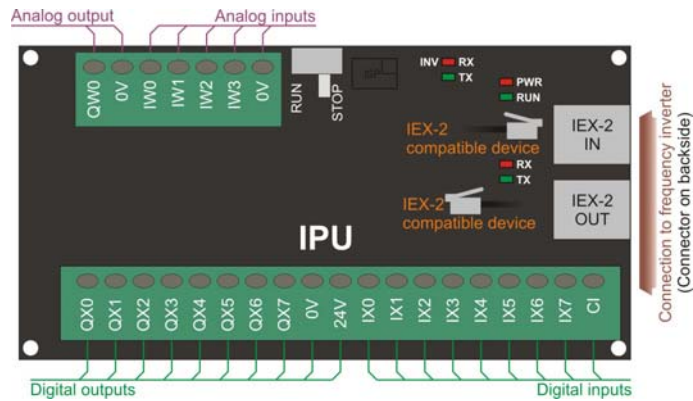 Analog output
Analog inputs
QW0
0V
IW0
IW1
IW2
IW3
0V
RUN
STOP
INV RX
TX
PWR
RUN
IEX-2
compatible device
IEX-2
IN
RX
TX
IEX-2
compatible device
IEX-2
OUT
IPU
QX0
QX1
QX2
QX3
QX4
QX5
QX6
QX7
0V
24V
IX0
IX1
IX2
IX3
IX4
IX5
IX6
IX7
CI
Digital outputs
Digital inputs
Connection to frequency inverter
(Connector on backside)